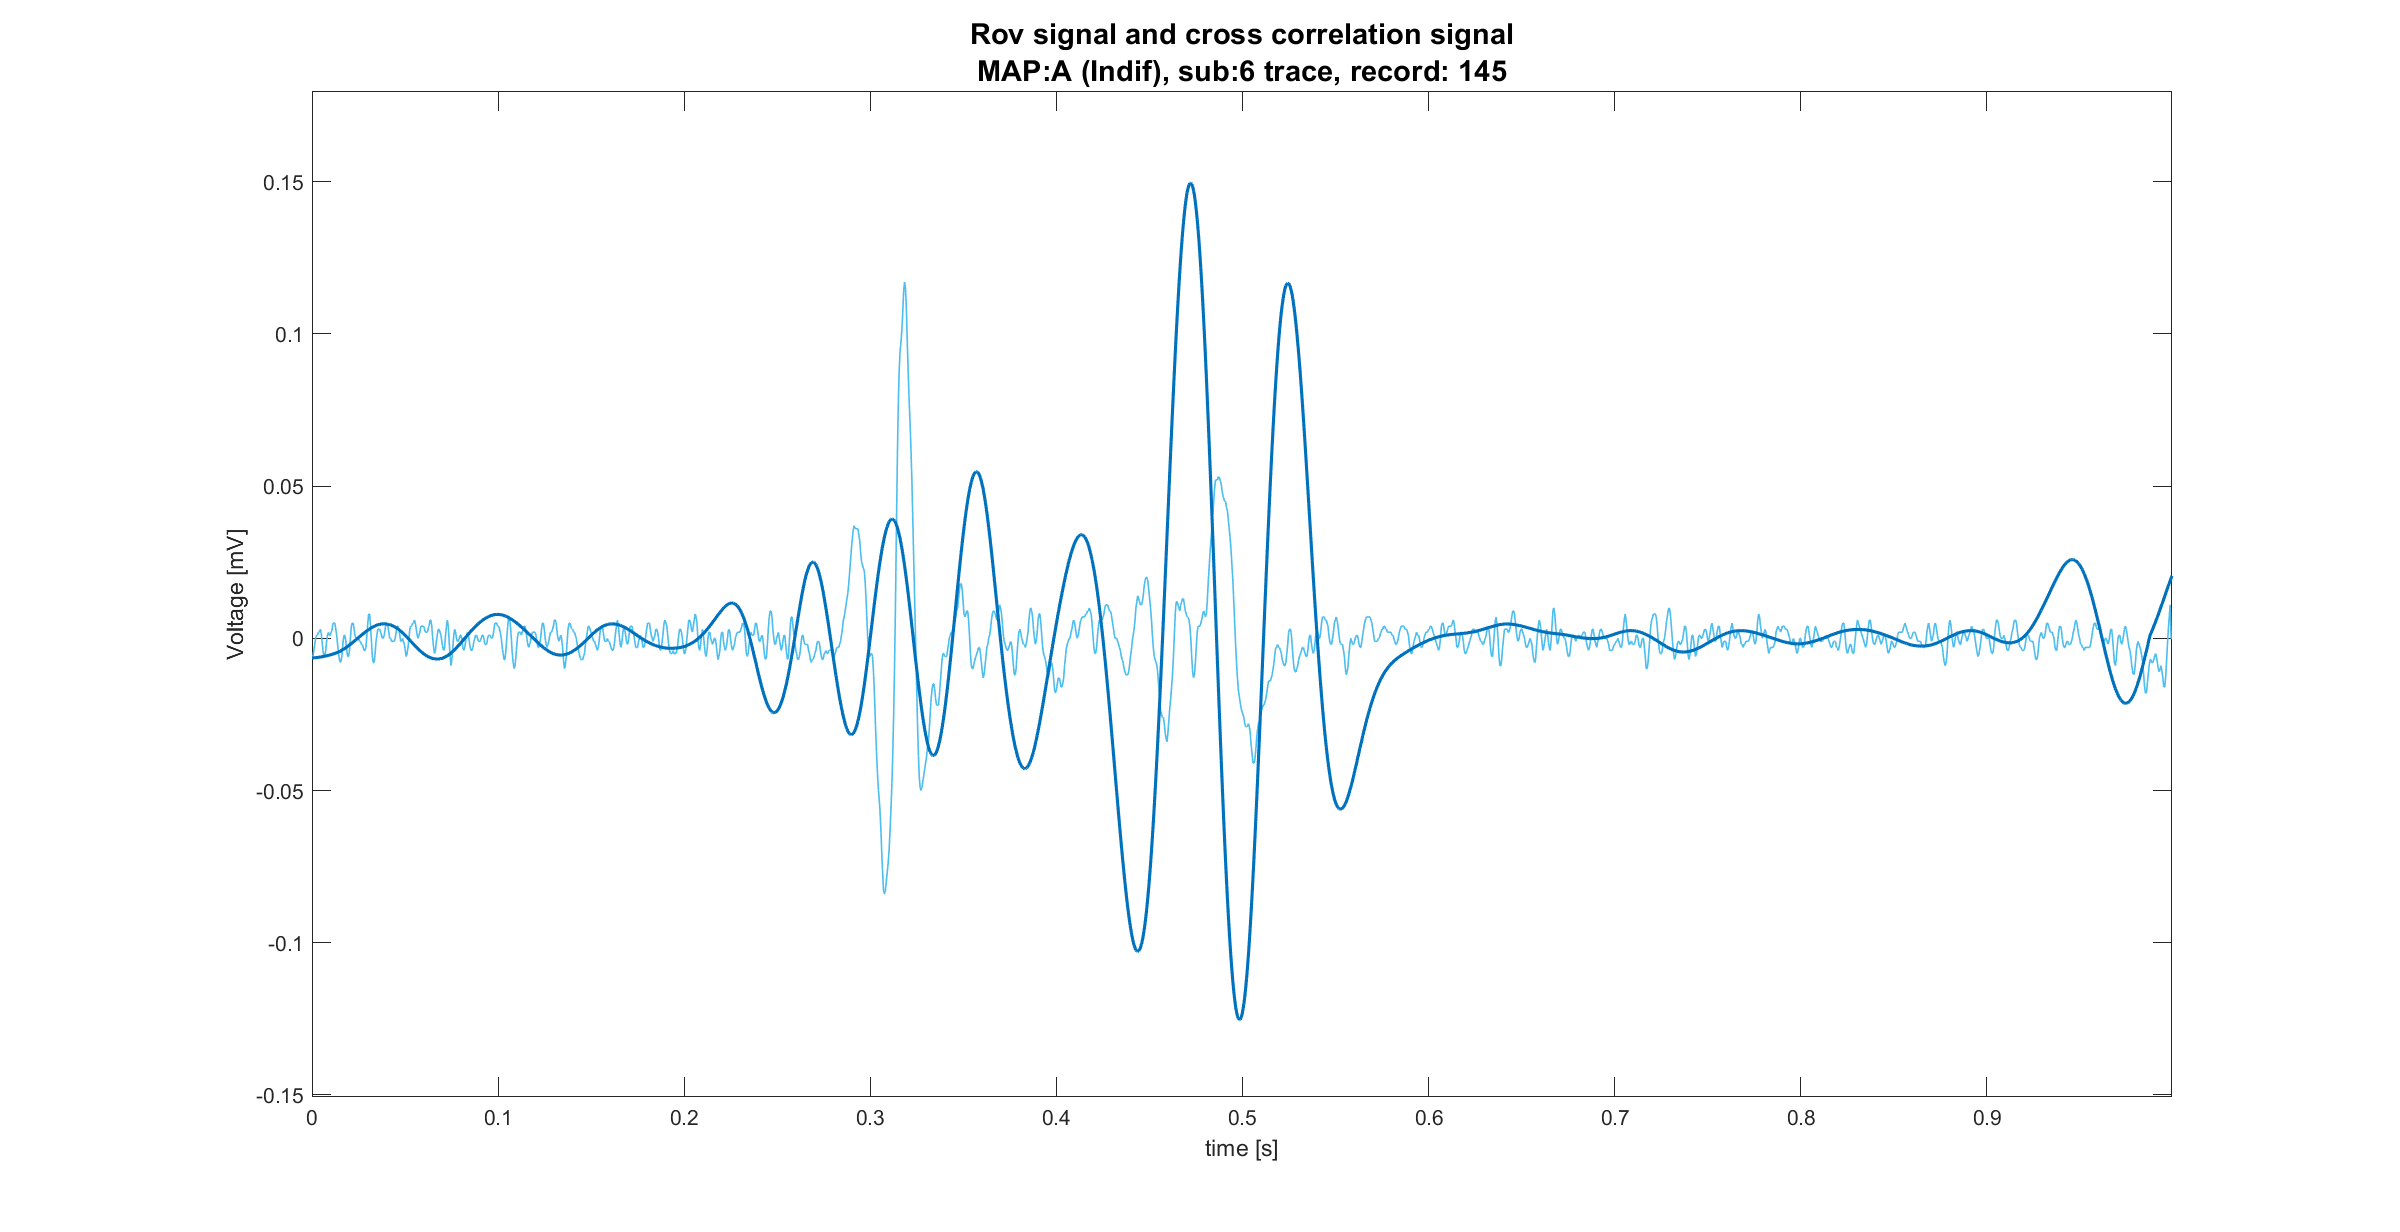 Rov signal and cross correlation signal
MAP:A (Indif), sub:6 trace, record: 145
0.15
0.1
0.05
0
-0.05
-0.1
-0.15
Voltage [mV]
0 0.1 0.2 0.3 0.4 0.5 0.6 0.7 0.8 0.9
time [s]